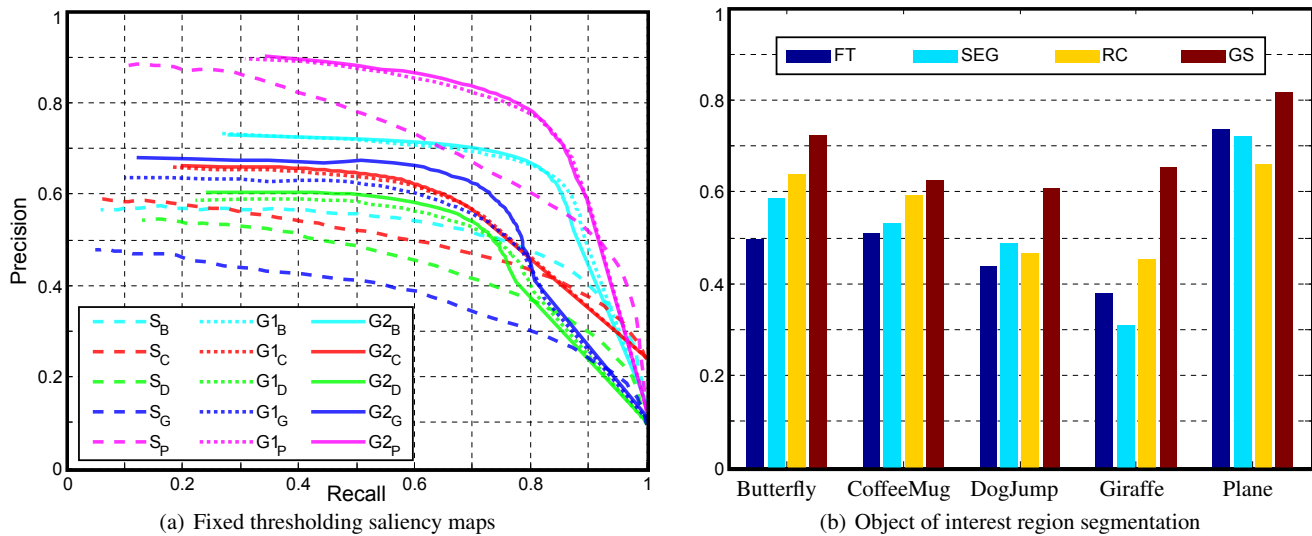 1
0.8
0.6
0.4
0.2
0
Precision
S_B G1_B G2_B
S_C G1_C G2_C
S_D G1_D G2_D
S_G G1_G G2_G
S_P G1_P G2_P
0 0.2 0.4 0.6 0.8 1
Recall
(a) Fixed thresholding saliency maps
1
0.8
0.6
0.4
0.2
0
FT SEG RC GS
Butterfly CoffeeMug DogJump Giraffe Plane
(b) Object of interest region segmentation